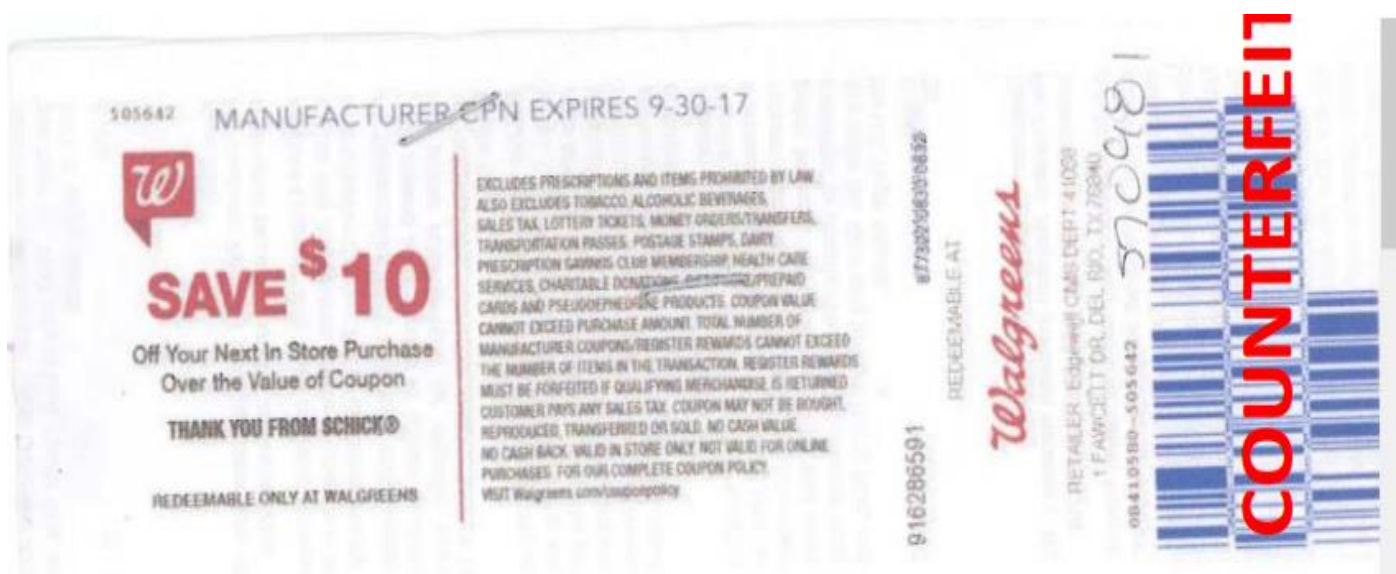 505642 MANUFACTURER CPN EXPIRES 9-30-17
W
SAVE $10
Off Your Next In Store Purchase
Over the Value of Coupon
THANK YOU FROM SCHICK®
REDEEMABLE ONLY AT WALGREENS
EXCLUDES PRESCRIPTIONS AND ITEMS PROHIBITED BY LAW.
ALSO EXCLUDES TOBACCO, ALCOHOLIC BEVERAGES,
SALES TAX, LOTTERY TICKETS, MONEY ORDERS/TRANSFERS,
TRANSPORTATION PASSES, POSTAGE STAMPS, DAIRY,
PRESCRIPTION SAVINGS CLUB MEMBERSHIP, HEALTH CARE
SERVICES, CHARITABLE DONATIONS, /PREPAID
CARDS AND PSEUDOEPHEDRINE PRODUCTS. COUPON VALUE
CANNOT EXCEED PURCHASE AMOUNT. TOTAL NUMBER OF
MANUFACTURER COUPONS/REGISTER REWARDS CANNOT EXCEED
THE NUMBER OF ITEMS IN THE TRANSACTION. REGISTER REWARDS
MUST BE FORFEITED IF QUALIFYING MERCHANDISE IS RETURNED.
CUSTOMER PAYS ANY SALES TAX. COUPON MAY NOT BE BOUGHT,
REPRODUCED, TRANSFERRED OR SOLD. NO CASH VALUE.
NO CASH BACK. VALID IN STORE ONLY. NOT VALID FOR ONLINE
PURCHASES. FOR OUR COMPLETE COUPON POLICY,
VISIT Walgreens.com/couponpolicy.
916286591
REDEEMABLE AT
Walgreens
RETAILER: Edgewell CMS DEPT 41058
1 FAWCETT DR, DEL RIO, TX 78840
570981
0B4105B0-505642
COUNTERFEIT